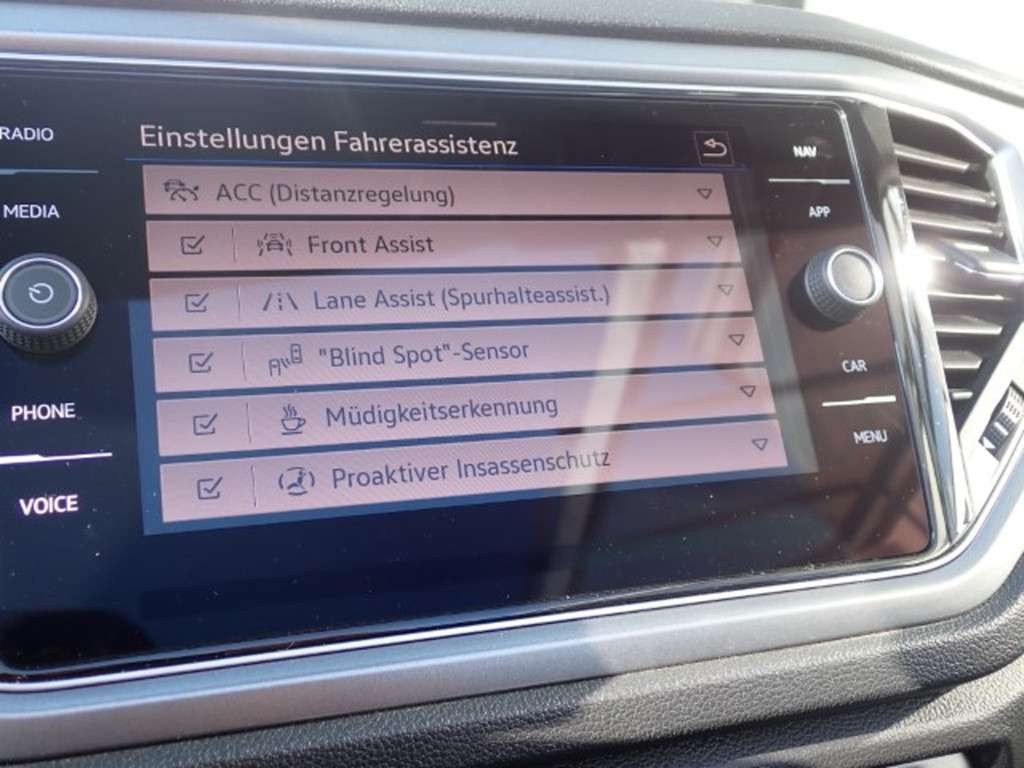 RADIO
MEDIA
PHONE
VOICE
Einstellungen Fahrerassistenz
ACC (Distanzregelung)
Front Assist
Lane Assist (Spurhalteassist.)
"Blind Spot"-Sensor
Müdigkeitserkennung
Proaktiver Insassenschutz
NAV
APP
CAR
MENU